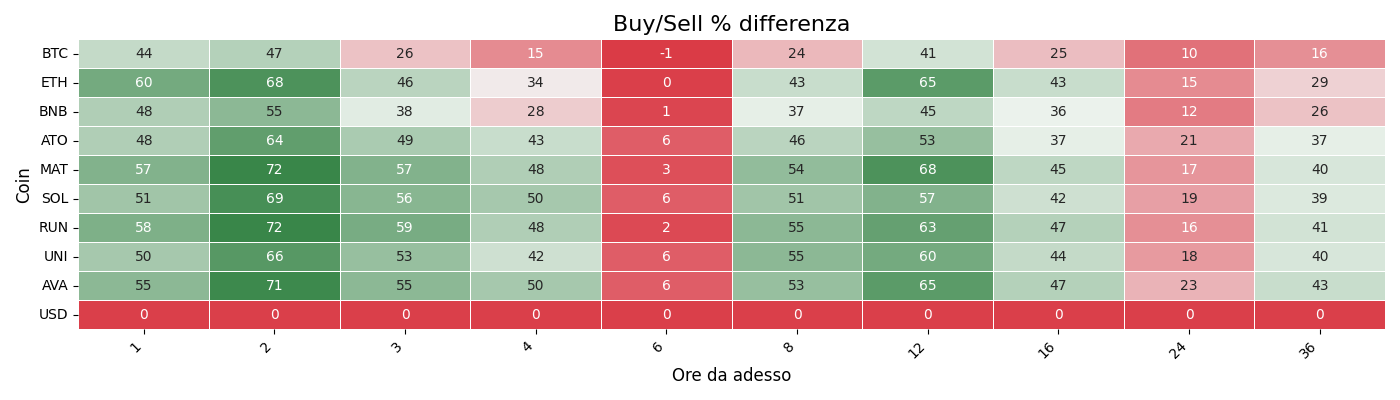 Buy/Sell % differenza
Coin
BTC 44 47 26 15 -1 24 41 25 10 16
ETH 60 68 46 34 0 43 65 43 15 29
BNB 48 55 38 28 1 37 45 36 12 26
ATO 48 64 49 43 6 46 53 37 21 37
MAT 57 72 57 48 3 54 68 45 17 40
SOL 51 69 56 50 6 51 57 42 19 39
RUN 58 72 59 48 2 55 63 47 16 41
UNI 50 66 53 42 6 55 60 44 18 40
AVA 55 71 55 50 6 53 65 47 23 43
USD 0 0 0 0 0 0 0 0 0 0
1 2 3 4 6 8 12 16 24 36
Ore da adesso